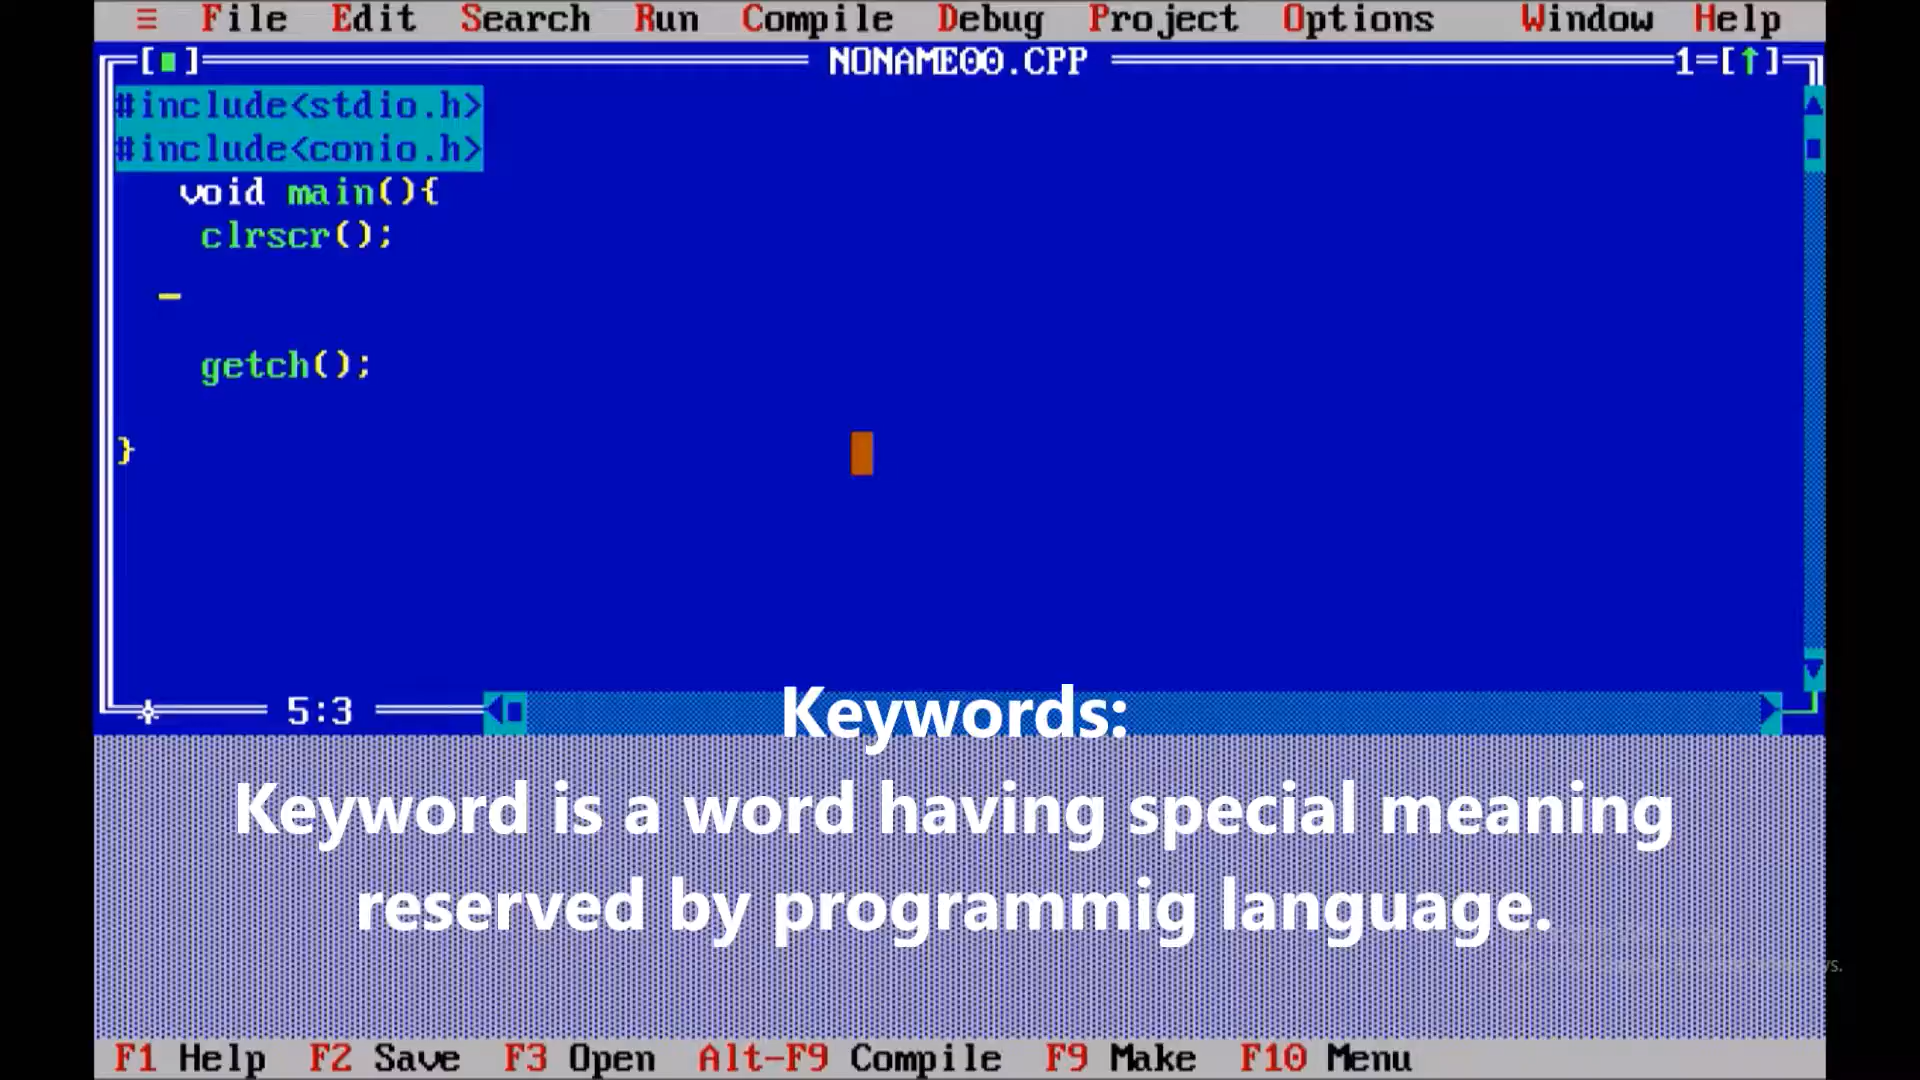 ≡ File Edit Search Run Compile Debug Project Options Window Help
[■] NONAME00.CPP 1=[↑]
#include<stdio.h>
#include<conio.h>
void main(){
clrscr();
getch();
}
5:3
Keywords:
Keyword is a word having special meaning
reserved by programmig language.
F1 Help F2 Save F3 Open Alt-F9 Compile F9 Make F10 Menu